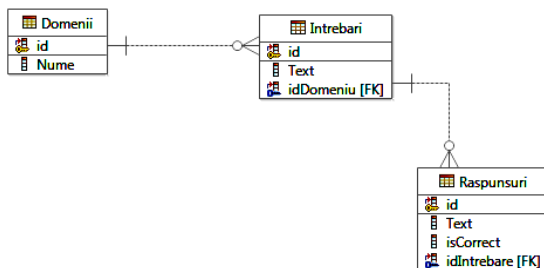 Domenii
id
Nume
Intrebari
id
Text
idDomeniu [FK]
Raspunsuri
id
Text
isCorrect
idIntrebare [FK]